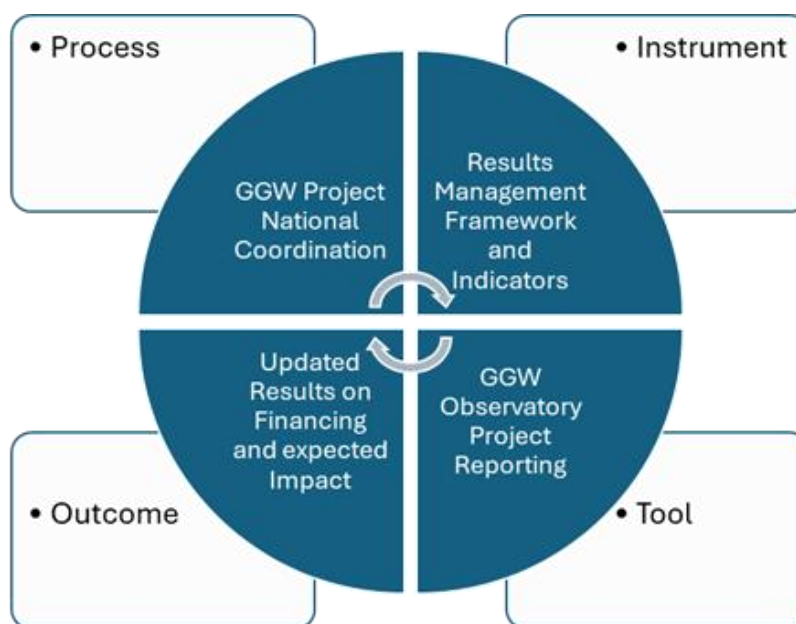 • Process
• Instrument
GGW Project
National
Coordination
Results
Management
Framework
and
Indicators
Updated
Results on
Financing
and expected
Impact
GGW
Observatory
Project
Reporting
• Outcome
• Tool